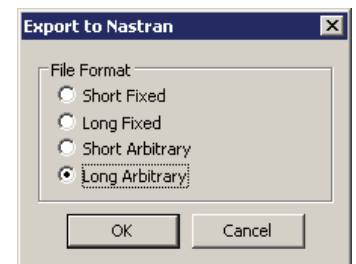 Export to Nastran
File Format
Short Fixed
Long Fixed
Short Arbitrary
Long Arbitrary
OK Cancel